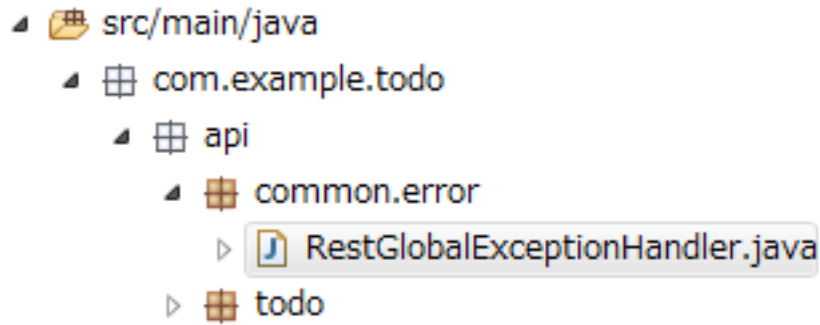 src/main/java
com.example.todo
api
common.error
RestGlobalExceptionHandler.java
todo